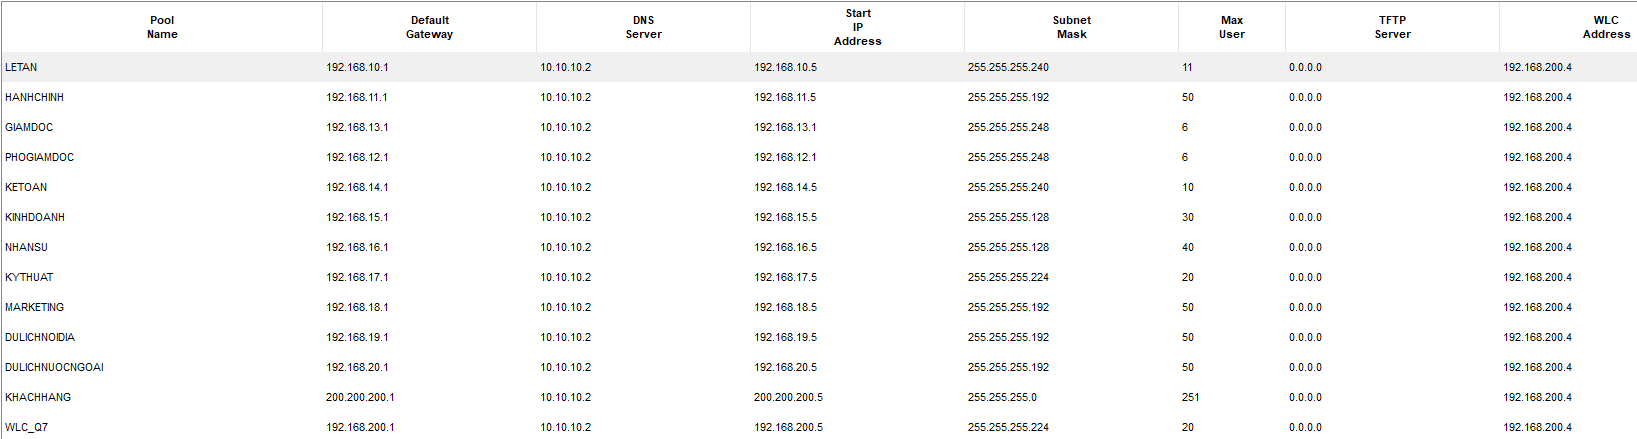 Pool Name Default Gateway DNS Server Start IP Address Subnet Mask Max User TFTP Server WLC Address
LETAN 192.168.10.1 10.10.10.2 192.168.10.5 255.255.255.240 11 0.0.0.0 192.168.200.4
HANHCHINH 192.168.11.1 10.10.10.2 192.168.11.5 255.255.255.192 50 0.0.0.0 192.168.200.4
GIAMDOC 192.168.13.1 10.10.10.2 192.168.13.1 255.255.255.248 6 0.0.0.0 192.168.200.4
PHOGIAMDOC 192.168.12.1 10.10.10.2 192.168.12.1 255.255.255.248 6 0.0.0.0 192.168.200.4
KETOAN 192.168.14.1 10.10.10.2 192.168.14.5 255.255.255.240 10 0.0.0.0 192.168.200.4
KINHDOANH 192.168.15.1 10.10.10.2 192.168.15.5 255.255.255.128 30 0.0.0.0 192.168.200.4
NHANSU 192.168.16.1 10.10.10.2 192.168.16.5 255.255.255.128 40 0.0.0.0 192.168.200.4
KYTHUAT 192.168.17.1 10.10.10.2 192.168.17.5 255.255.255.224 20 0.0.0.0 192.168.200.4
MARKETING 192.168.18.1 10.10.10.2 192.168.18.5 255.255.255.192 50 0.0.0.0 192.168.200.4
DULICHNOIDIA 192.168.19.1 10.10.10.2 192.168.19.5 255.255.255.192 50 0.0.0.0 192.168.200.4
DULICHNUOCNGOAI 192.168.20.1 10.10.10.2 192.168.20.5 255.255.255.192 50 0.0.0.0 192.168.200.4
KHACHHANG 200.200.200.1 10.10.10.2 200.200.200.5 255.255.255.0 251 0.0.0.0 192.168.200.4
WLC_Q7 192.168.200.1 10.10.10.2 192.168.200.5 255.255.255.224 20 0.0.0.0 192.168.200.4